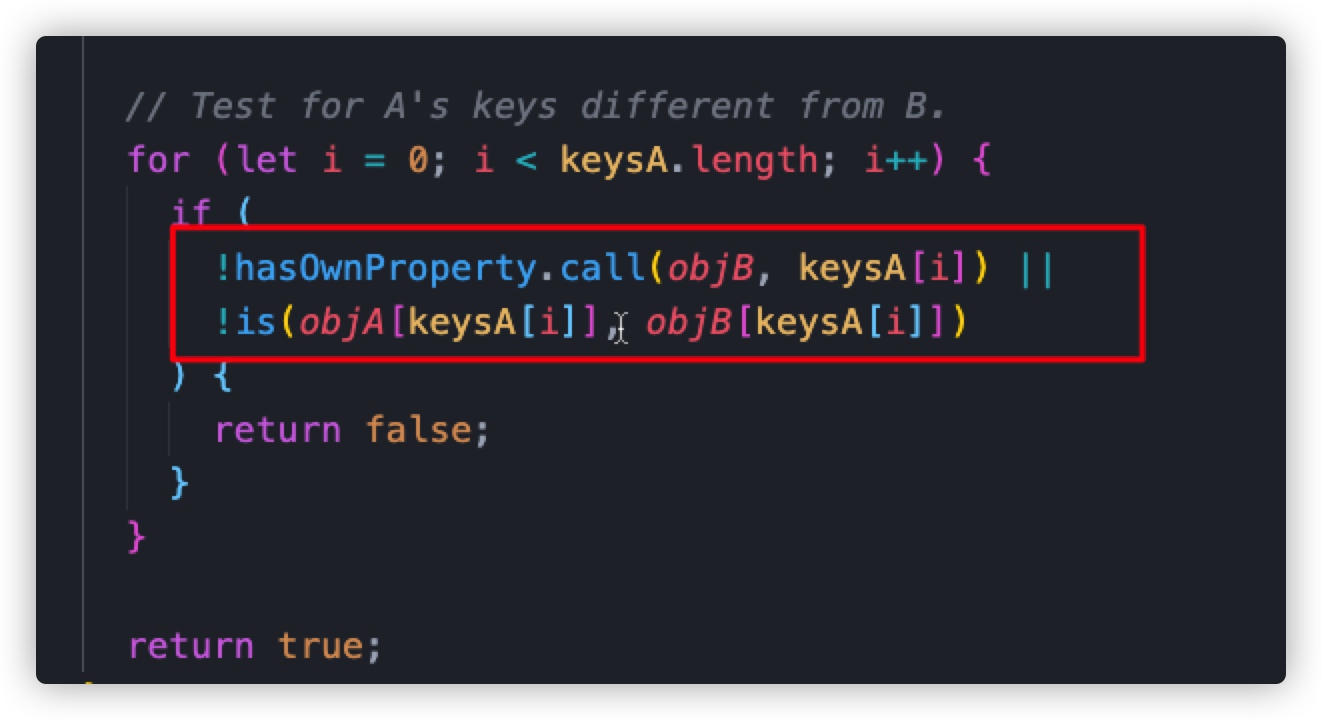 // Test for A's keys different from B.
for (let i = 0; i < keysA.length; i++) {
if (
!hasOwnProperty.call(objB, keysA[i]) ||
!is(objA[keysA[i]], objB[keysA[i]])
) {
return false;
}
}
return true;